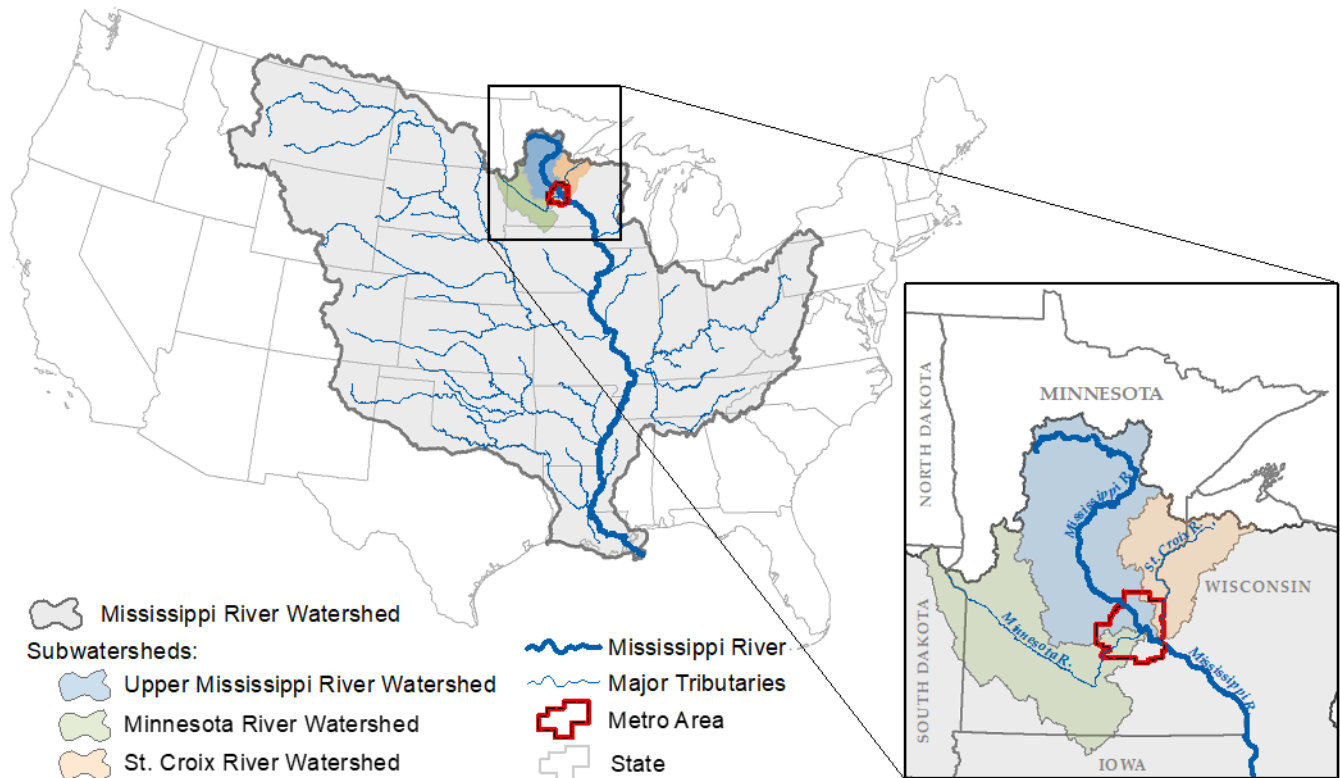 Mississippi River Watershed
Subwatersheds:
Upper Mississippi River Watershed
Minnesota River Watershed
St. Croix River Watershed
Mississippi River
Major Tributaries
Metro Area
State
MINNESOTA
NORTH DAKOTA
Mississippi R.
St. Croix R.
WISCONSIN
Minnesota R.
Mississippi R.
SOUTH DAKOTA
IOWA